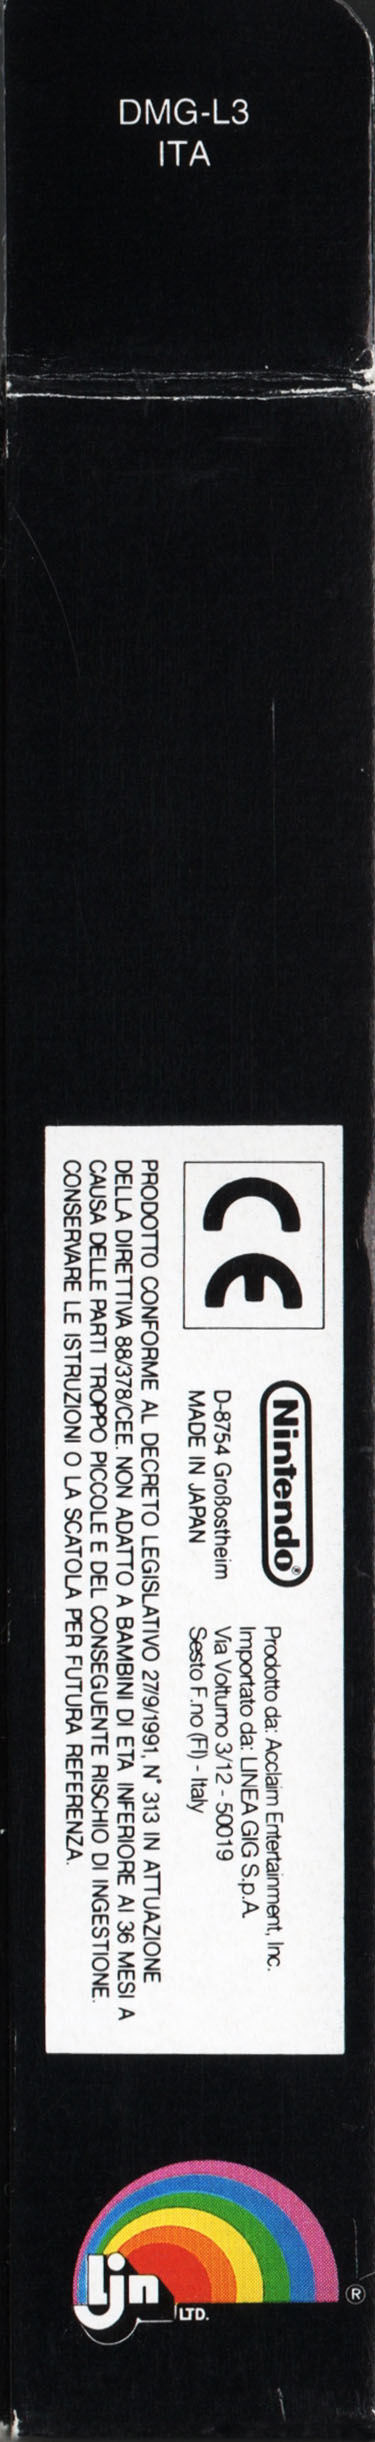 DMG-L3
ITA
CE
Nintendo®
D-8754 Großostheim
MADE IN JAPAN
Prodotto da: Acclaim Entertainment, Inc.
Importato da: LINEA GIG S.p.A.
Via Volturno 3/12 - 50019
Sesto F.no (FI) - Italy
PRODOTTO CONFORME AL DECRETO LEGISLATIVO 27/9/1991, N° 313 IN ATTUAZIONE
DELLA DIRETTIVA 88/378/CEE. NON ADATTO A BAMBINI DI ETA INFERIORE AI 36 MESI A
CAUSA DELLE PARTI TROPPO PICCOLE E DEL CONSEGUENTE RISCHIO DI INGESTIONE.
CONSERVARE LE ISTRUZIONI O LA SCATOLA PER FUTURA REFERENZA.
LJN
LTD.
®